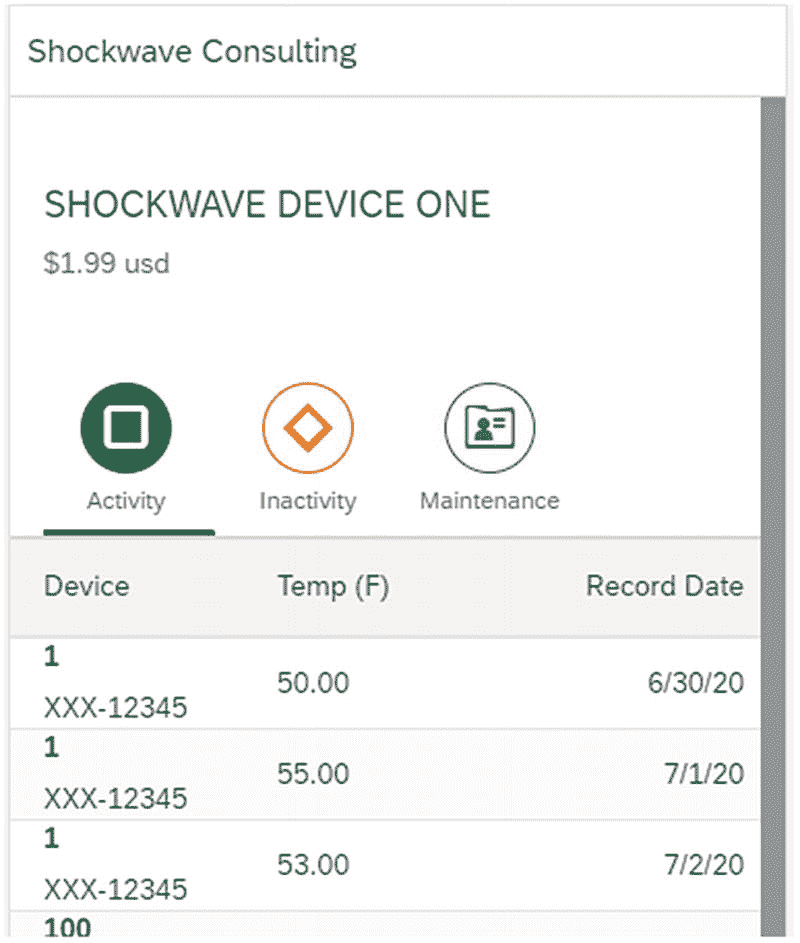 Shockwave Consulting
SHOCKWAVE DEVICE ONE
$1.99 usd
Activity Inactivity Maintenance
Device Temp (F) Record Date
1
XXX-12345 50.00 6/30/20
1
XXX-12345 55.00 7/1/20
1
XXX-12345 53.00 7/2/20
100